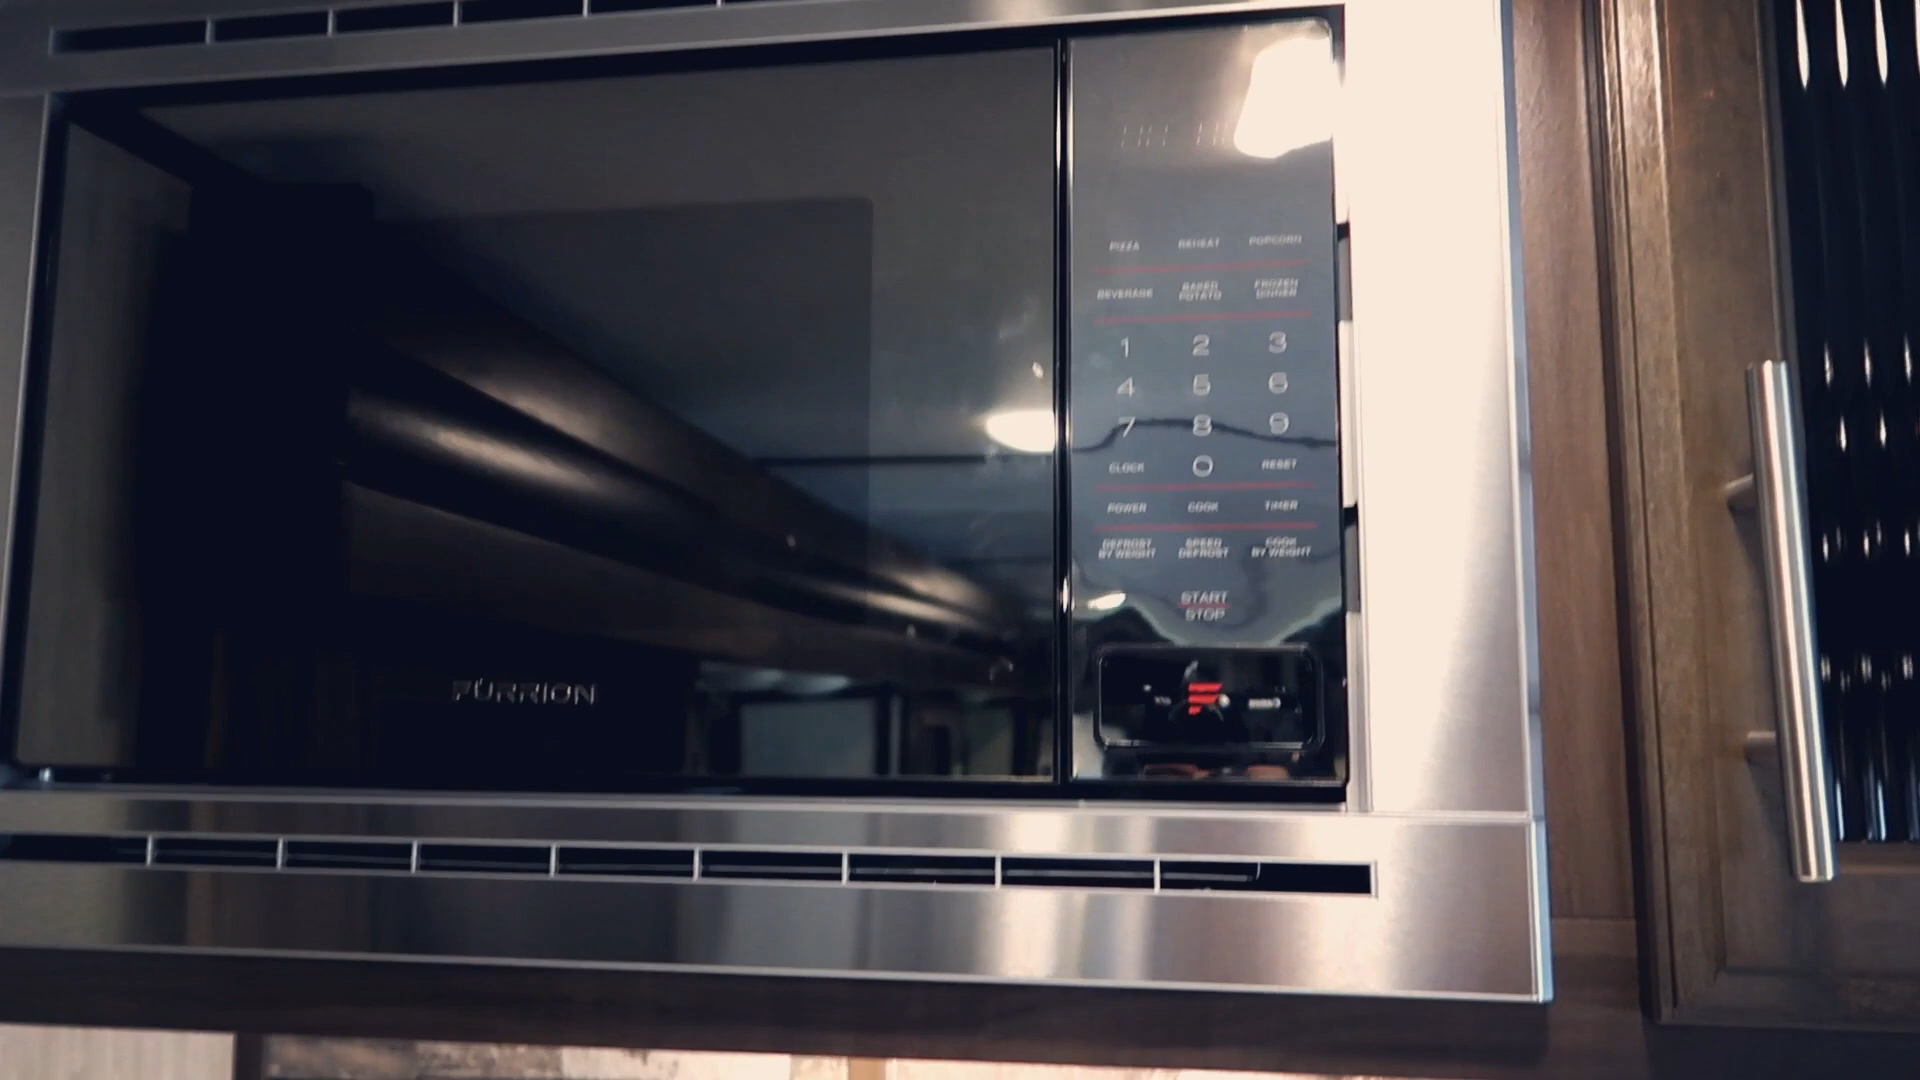 PIZZA REHEAT POPCORN
BEVERAGE BAKED POTATO FROZEN DINNER
1 2 3
4 5 6
7 8 9
CLOCK 0 RESET
POWER COOK TIMER
DEFROST BY WEIGHT SPEED DEFROST COOK BY WEIGHT
START
STOP
FURRION